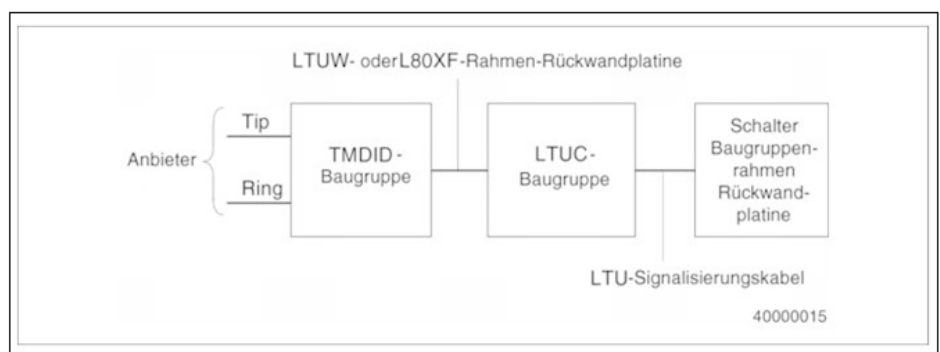 LTUW- oderL80XF-Rahmen-Rückwandplatine
Anbieter
Tip
Ring
TMDID-
Baugruppe
LTUC-
Baugruppe
Schalter
Baugruppen-
rahmen
Rückwand-
platine
LTU-Signalisierungskabel
40000015